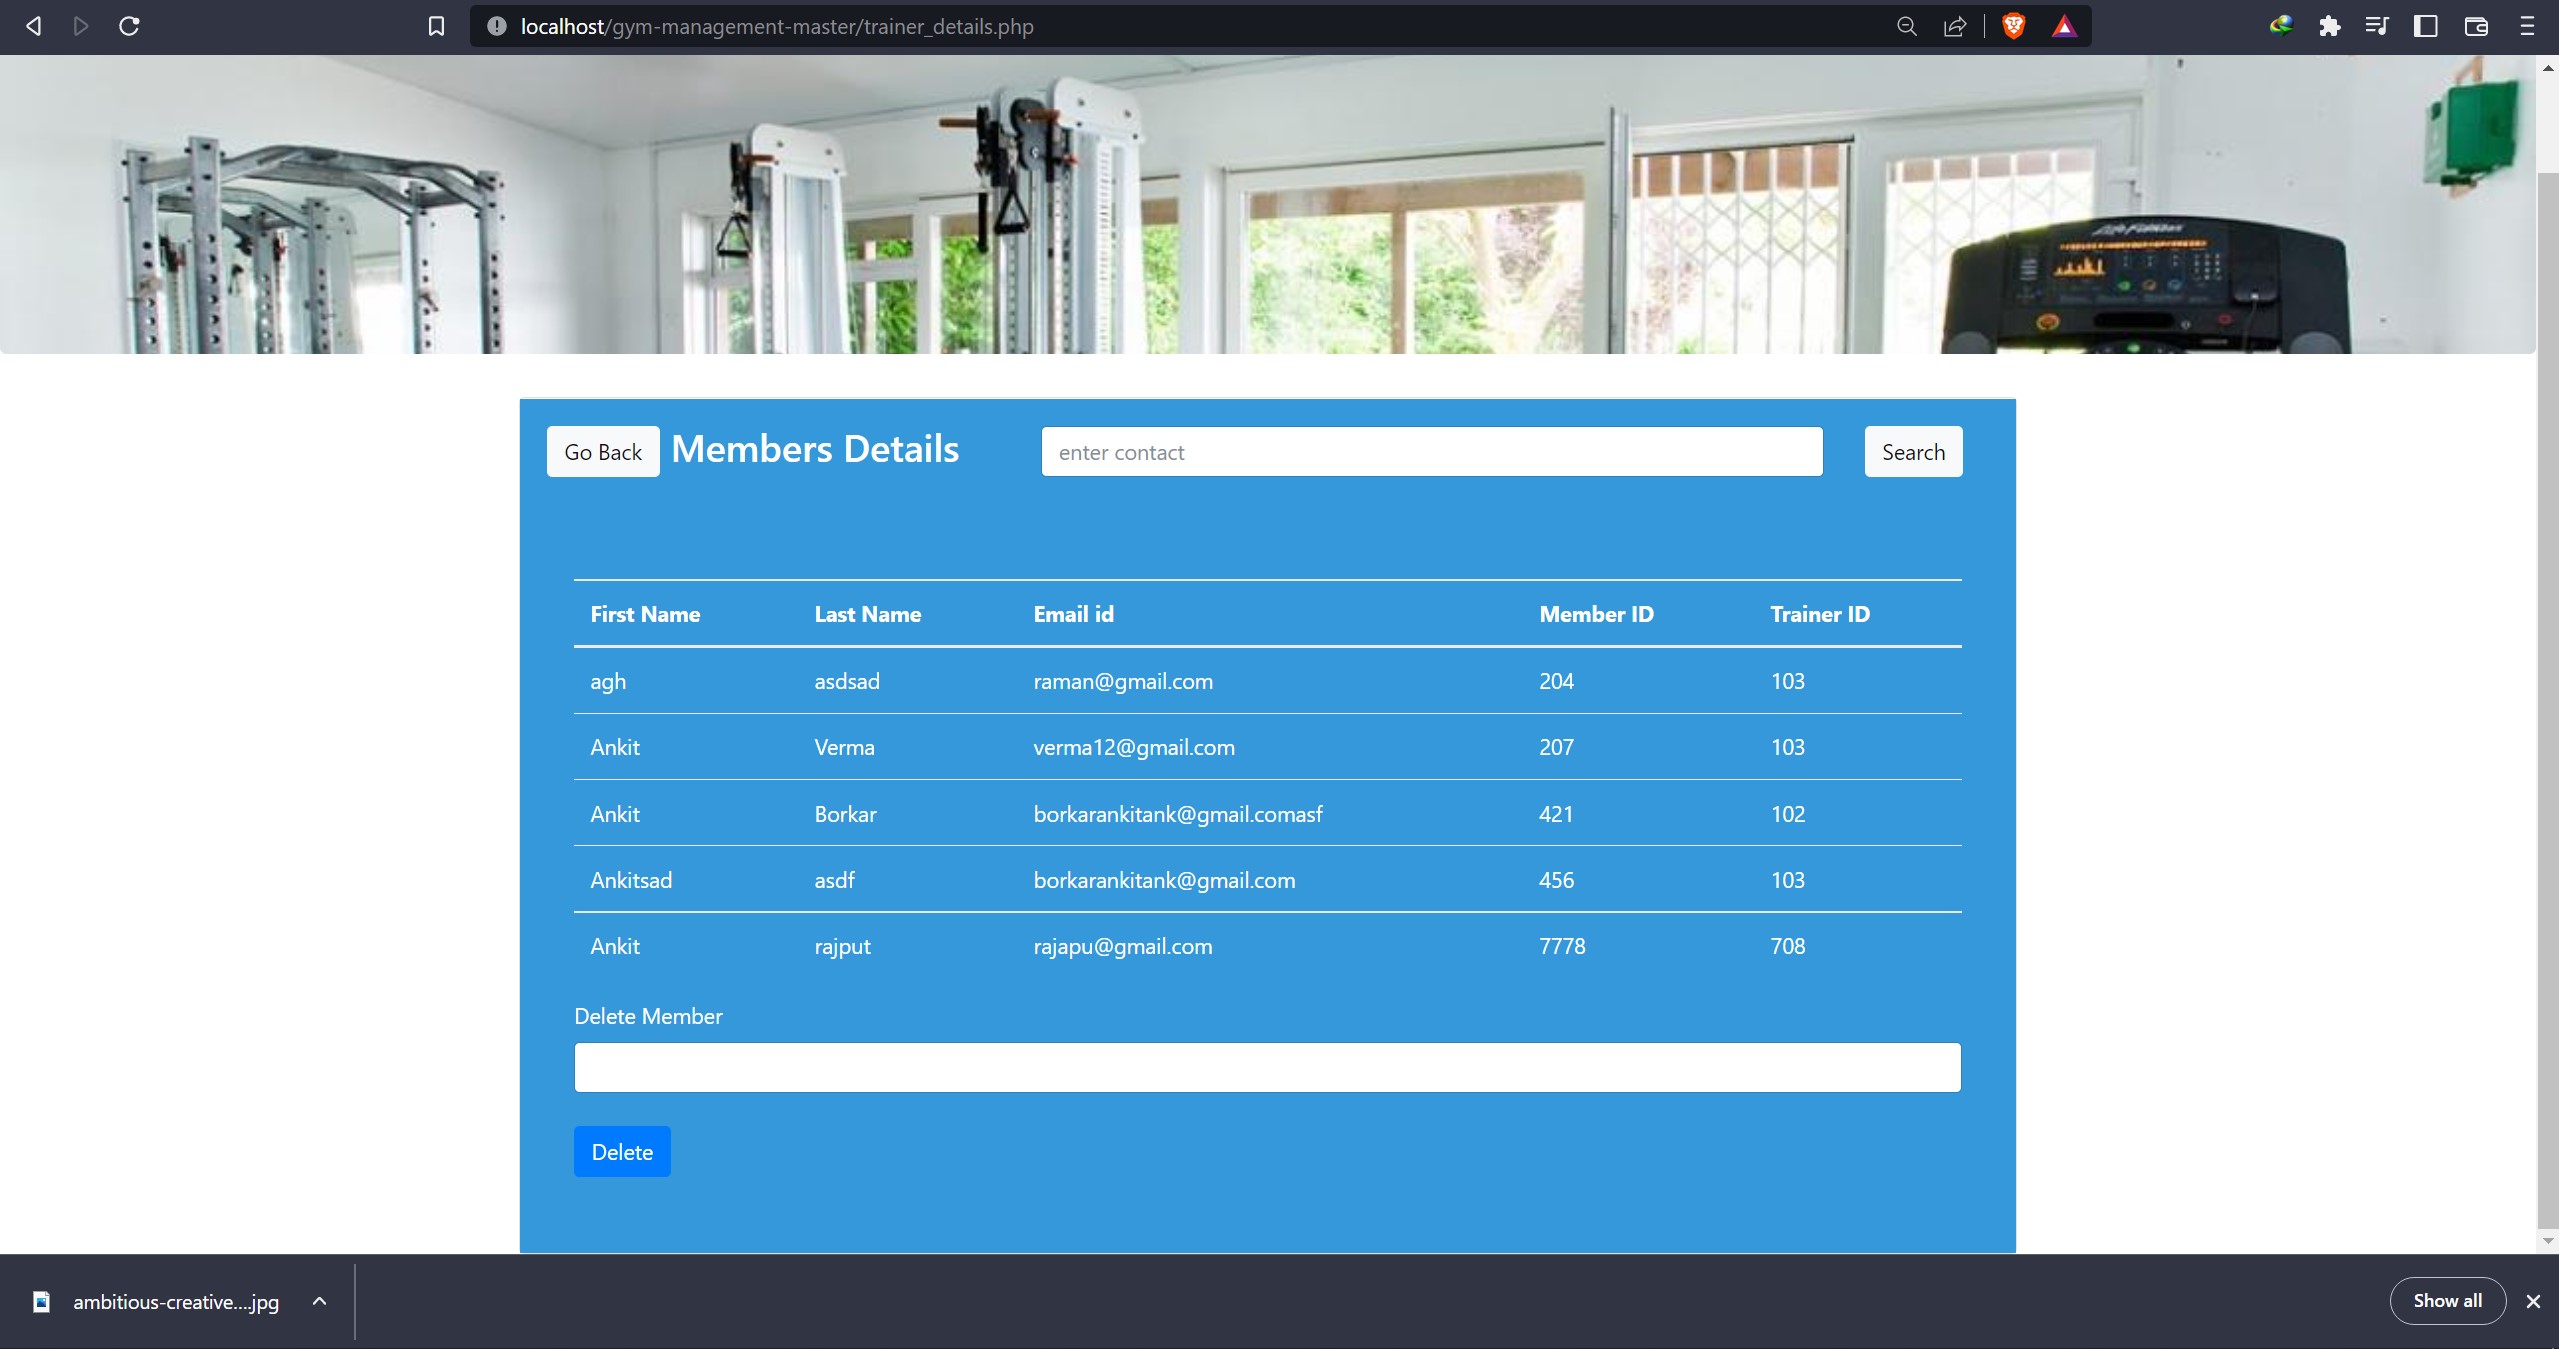 localhost/gym-management-master/trainer_details.php
Life Fitness
Go Back Members Details enter contact Search
First Name Last Name Email id Member ID Trainer ID
agh asdsad raman@gmail.com 204 103
Ankit Verma verma12@gmail.com 207 103
Ankit Borkar borkarankitank@gmail.comasf 421 102
Ankitsad asdf borkarankitank@gmail.com 456 103
Ankit rajput rajapu@gmail.com 7778 708
Delete Member
Delete
ambitious-creative....jpg Show all